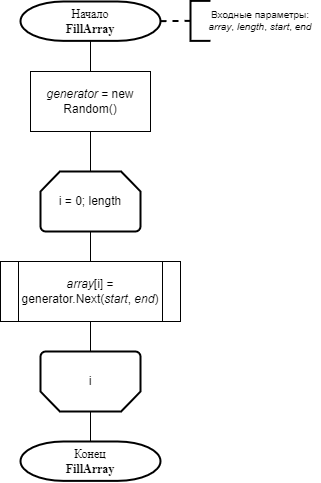 Начало
FillArray
Входные параметры:
array, length, start, end
generator = new
Random()
i = 0; length
array[i] =
generator.Next(start, end)
i
Конец
FillArray